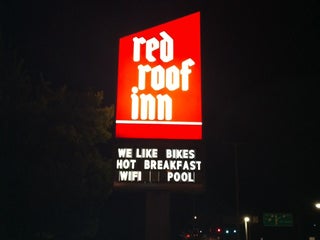 red
roof
inn
WE LIKE BIKES
HOT BREAKFAST
WIFI POOL